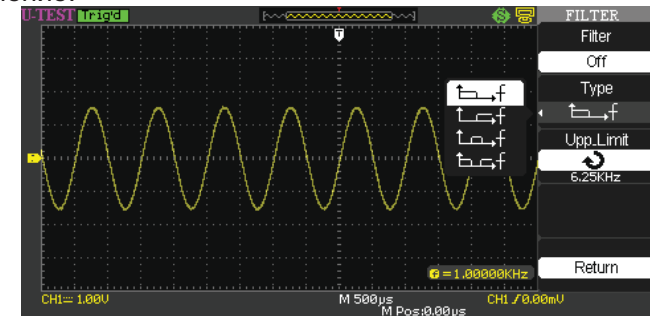 U-TEST Trig'd FILTER
T
Filter
Off
Type
f
f
f
f
f
Upp.Limit
6.25KHz
f=1.00000KHz
Return
CH1 1.00V M 500µs CH1 0.00mV
M Pos:0.00µs